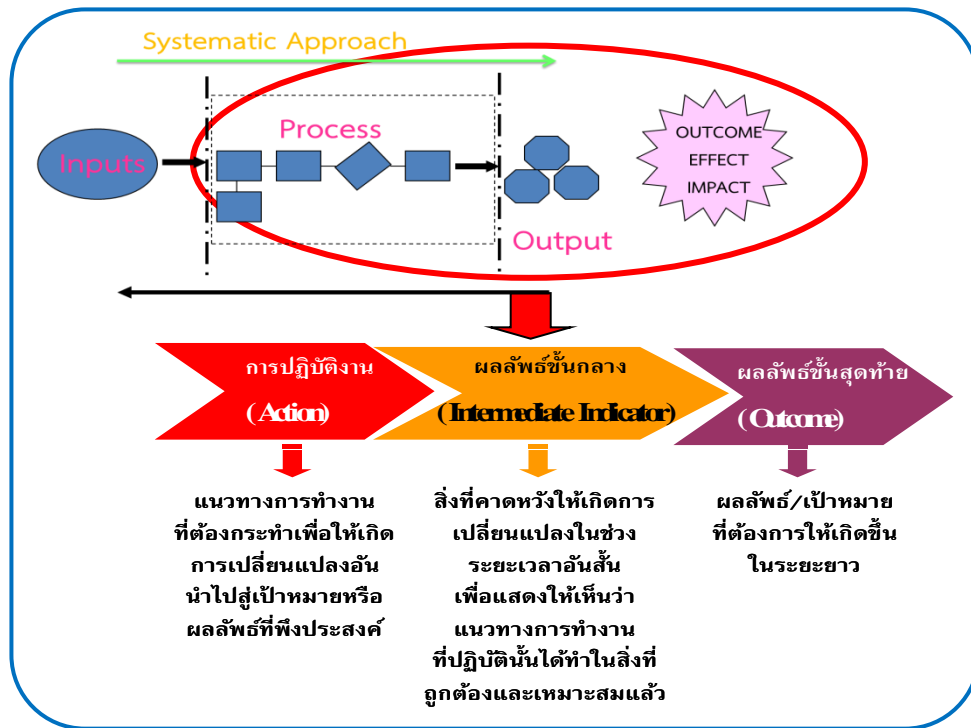 Systematic Approach
Inputs
Process
Output
OUTCOME
EFFECT
IMPACT
การปฏิบัติงาน
(Action)
ผลลัพธ์ขั้นกลาง
(Intermediate Indicator)
ผลลัพธ์ขั้นสุดท้าย
(Outcome)
แนวทางการทำงาน
ที่ต้องกระทำเพื่อให้เกิด
การเปลี่ยนแปลงอัน
นำไปสู่เป้าหมายหรือ
ผลลัพธ์ที่พึงประสงค์
สิ่งที่คาดหวังให้เกิดการ
เปลี่ยนแปลงในช่วง
ระยะเวลาอันสั้น
เพื่อแสดงให้เห็นว่า
แนวทางการทำงาน
ที่ปฏิบัตินั้นได้ทำในสิ่งที่
ถูกต้องและเหมาะสมแล้ว
ผลลัพธ์/เป้าหมาย
ที่ต้องการให้เกิดขึ้น
ในระยะยาว